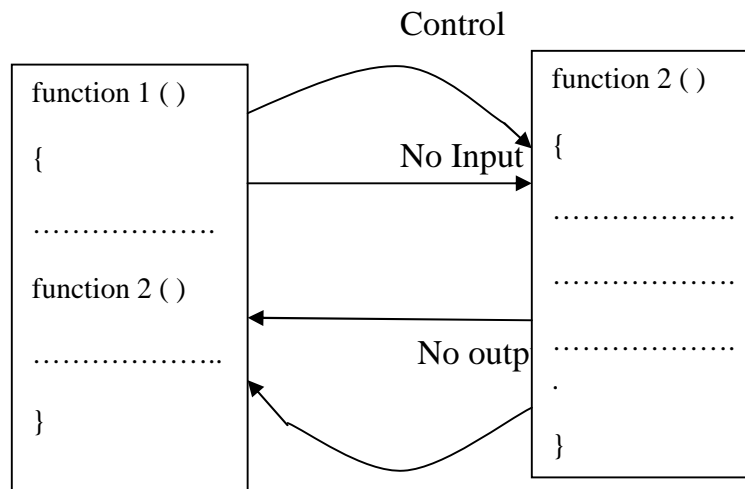 Control
function 1 ( )
{
………………….
function 2 ( )
…………………..
}
No Input
No outp
function 2 ( )
{
………………….
………………….
………………….
.
}